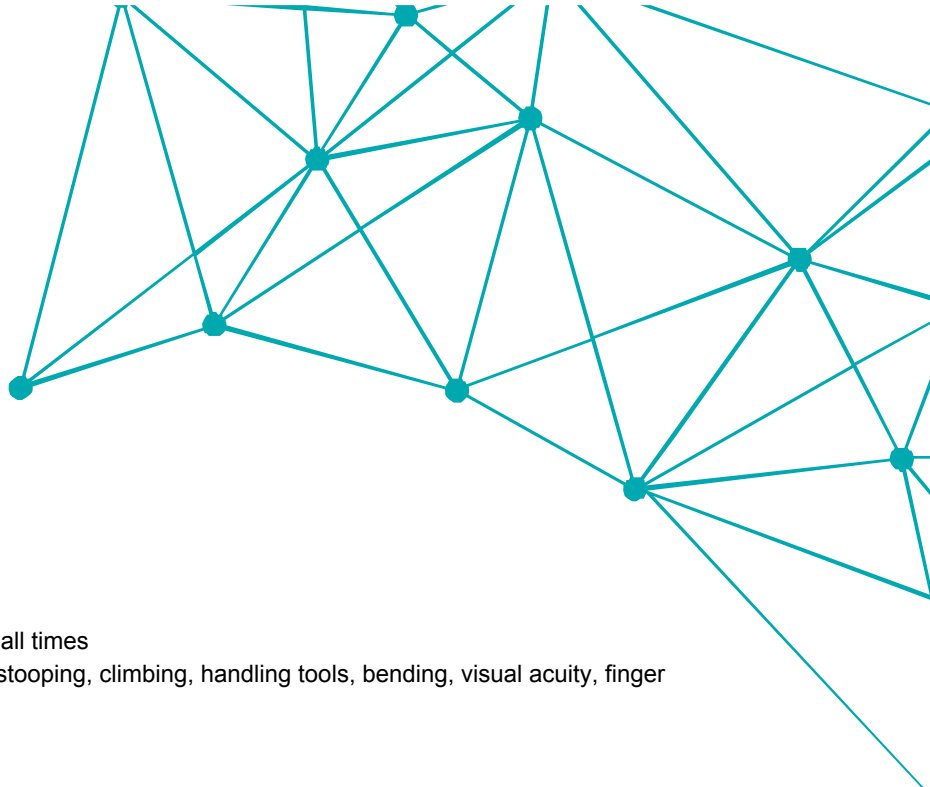 all times
stooping, climbing, handling tools, bending, visual acuity, finger